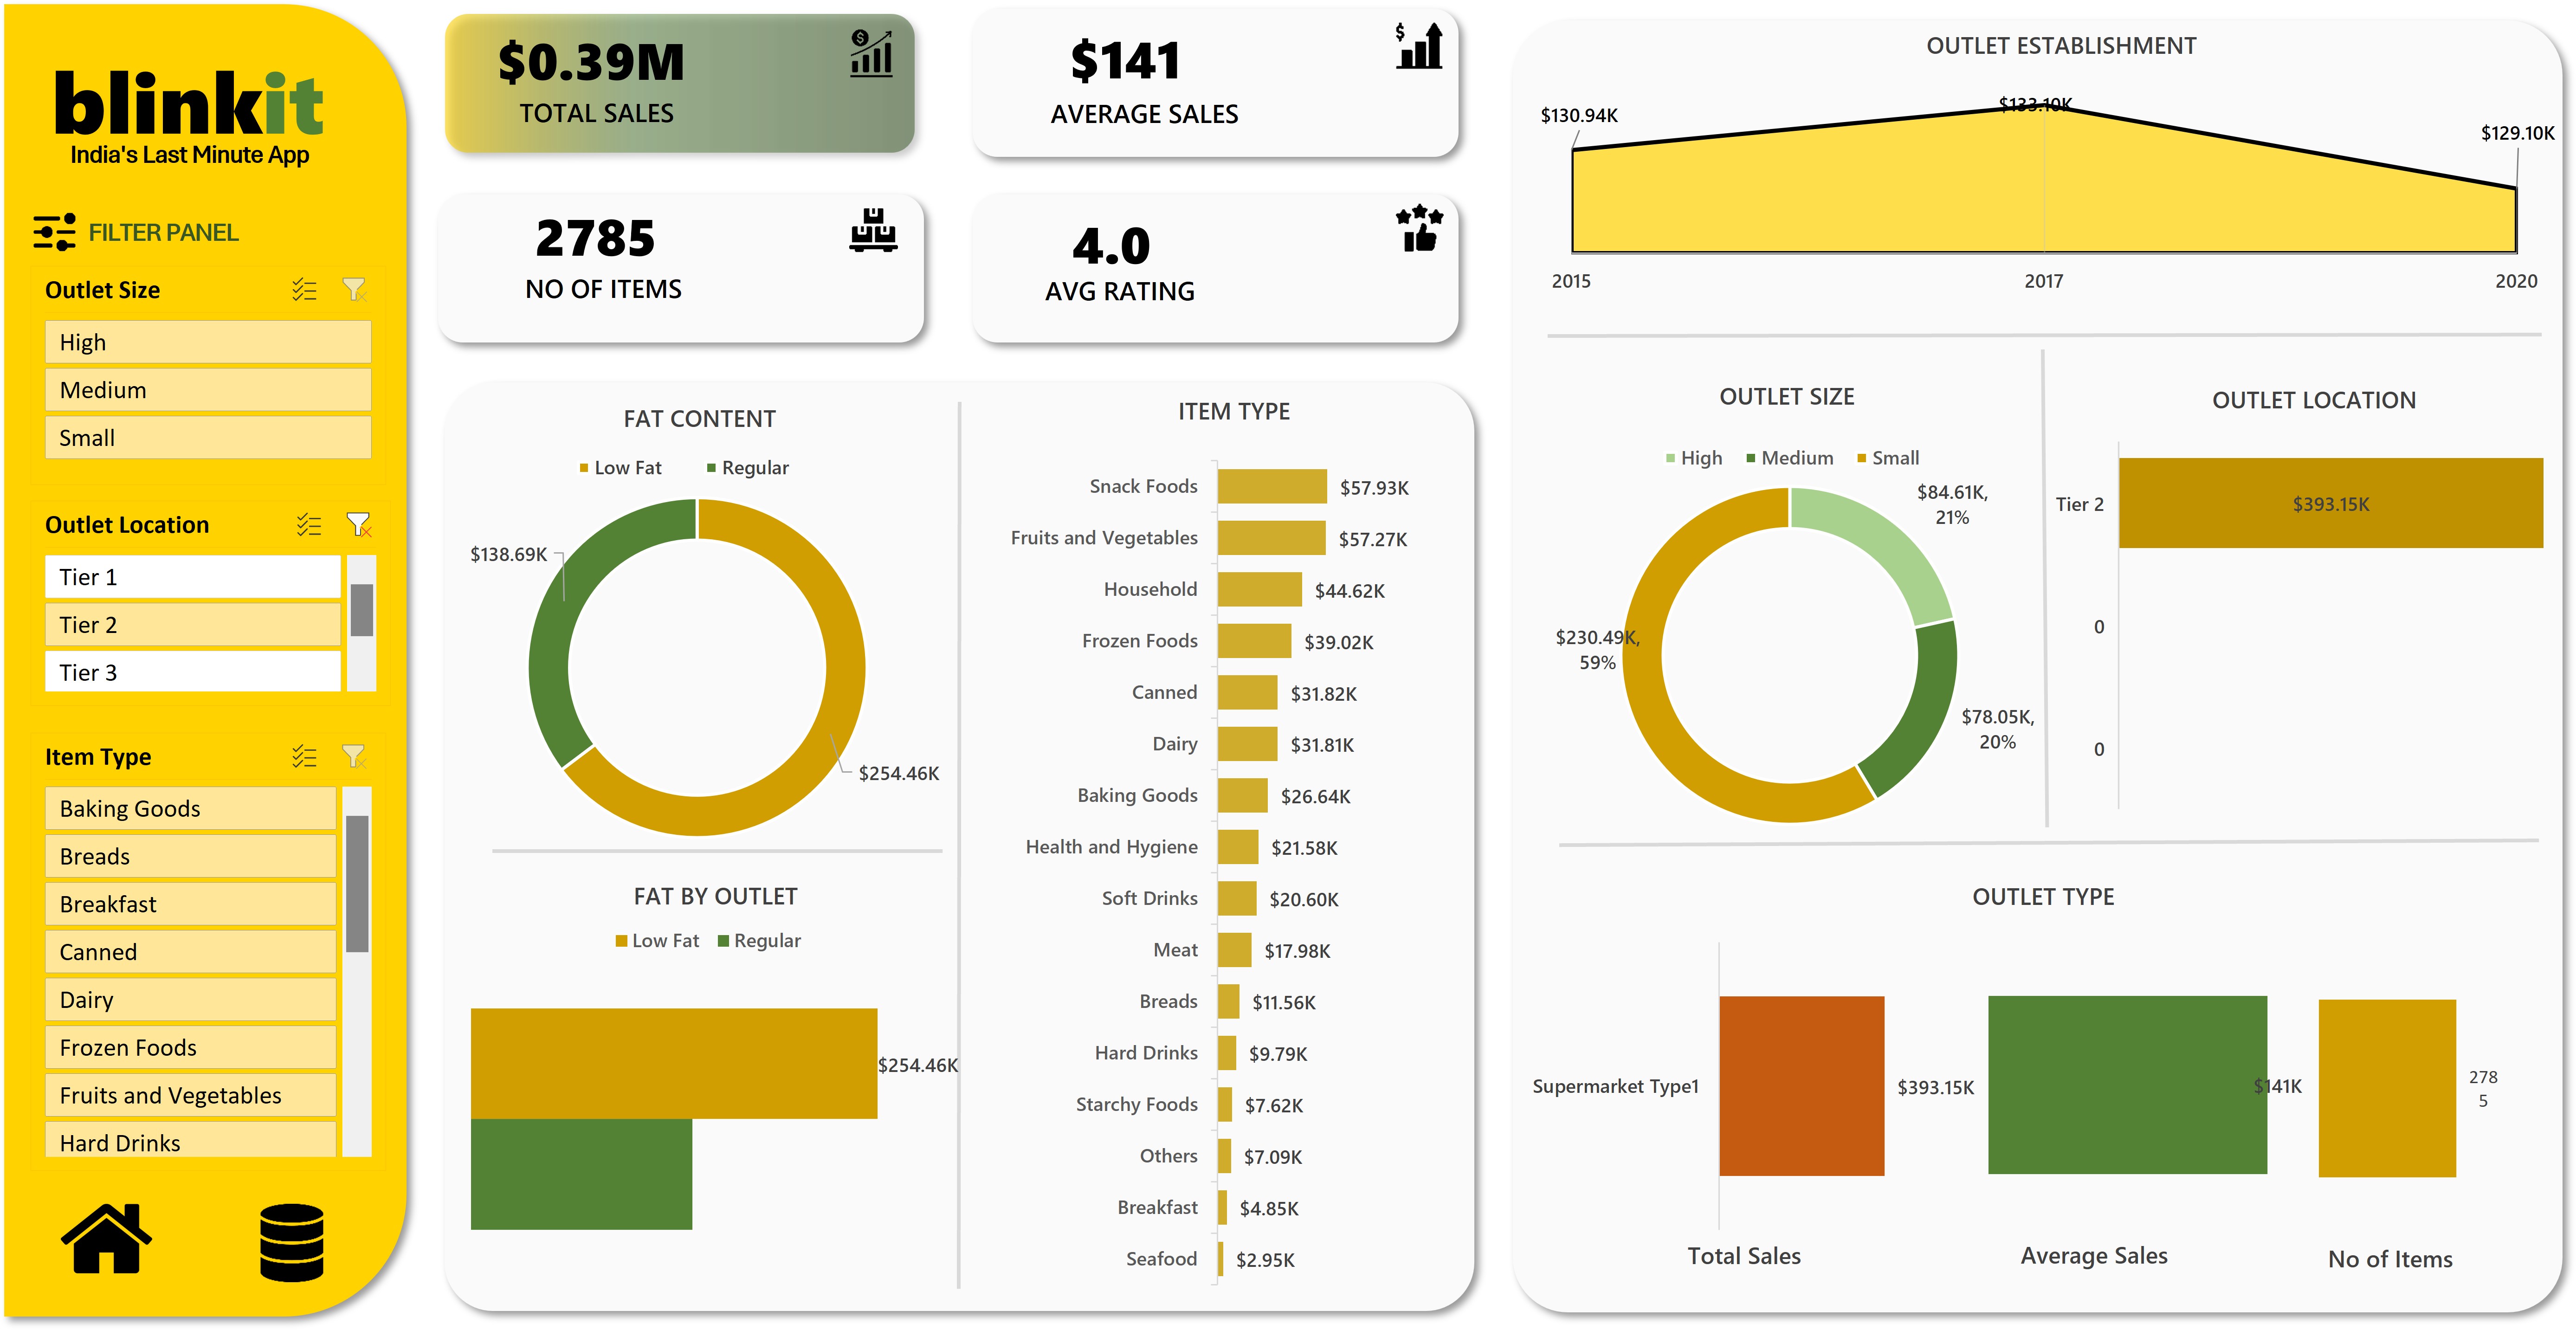 blinkit
India's Last Minute App
FILTER PANEL
Outlet Size
High
Medium
Small
Outlet Location
Tier 1
Tier 2
Tier 3
Item Type
Baking Goods
Breads
Breakfast
Canned
Dairy
Frozen Foods
Fruits and Vegetables
Hard Drinks
$0.39M
TOTAL SALES
$141
AVERAGE SALES
2785
NO OF ITEMS
4.0
AVG RATING
FAT CONTENT
Low Fat Regular
$138.69K
$254.46K
FAT BY OUTLET
Low Fat Regular
$254.46K
ITEM TYPE
Snack Foods $57.93K
Fruits and Vegetables $57.27K
Household $44.62K
Frozen Foods $39.02K
Canned $31.82K
Dairy $31.81K
Baking Goods $26.64K
Health and Hygiene $21.58K
Soft Drinks $20.60K
Meat $17.98K
Breads $11.56K
Hard Drinks $9.79K
Starchy Foods $7.62K
Others $7.09K
Breakfast $4.85K
Seafood $2.95K
OUTLET ESTABLISHMENT
$130.94K $133.10K $129.10K
2015 2017 2020
OUTLET SIZE
High Medium Small
$84.61K,
21%
$230.49K,
59%
$78.05K,
20%
OUTLET LOCATION
Tier 2 $393.15K
0
0
OUTLET TYPE
Supermarket Type1 $393.15K $141K
278
5
Total Sales Average Sales No of Items